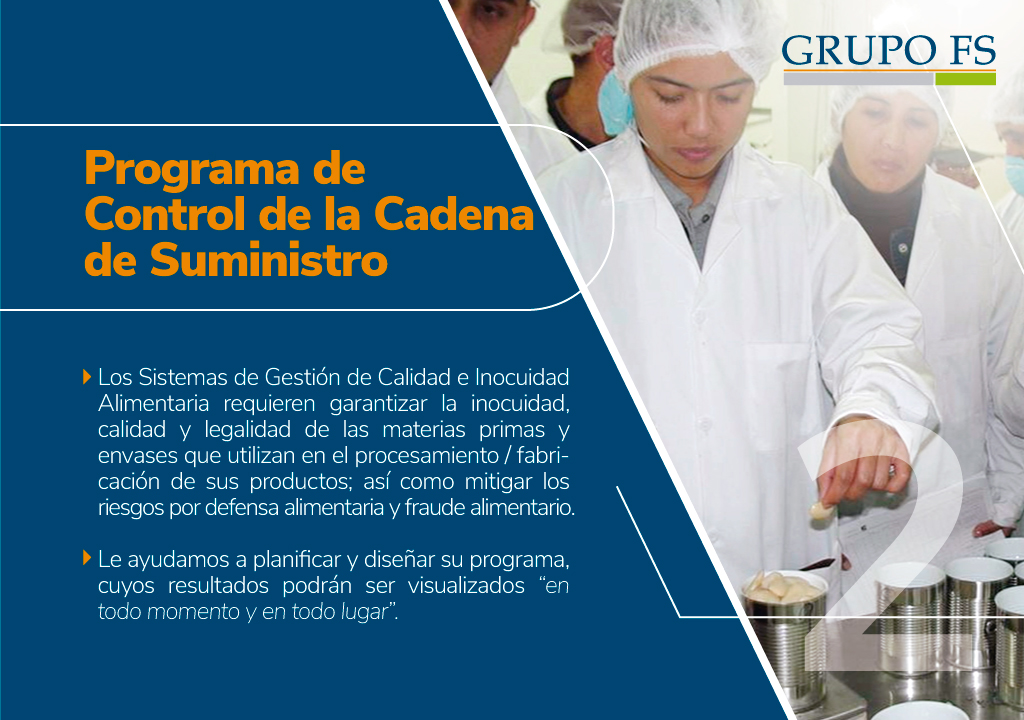 GRUPO FS
Programa de
Control de la Cadena
de Suministro
Los Sistemas de Gestión de Calidad e Inocuidad
Alimentaria requieren garantizar la inocuidad,
calidad y legalidad de las materias primas y
envases que utilizan en el procesamiento / fabri-
cación de sus productos; así como mitigar los
riesgos por defensa alimentaria y fraude alimentario.
Le ayudamos a planificar y diseñar su programa,
cuyos resultados podrán ser visualizados “en
todo momento y en todo lugar”.
2